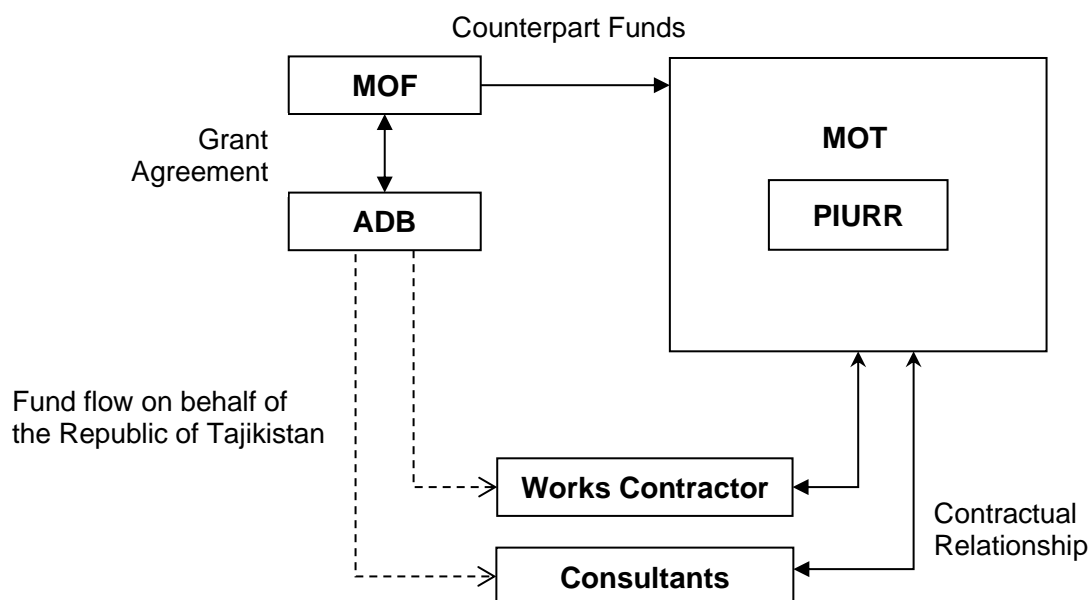 Counterpart Funds
MOF
Grant
Agreement
MOT
ADB
PIURR
Fund flow on behalf of
the Republic of Tajikistan
Works Contractor
Contractual
Relationship
Consultants